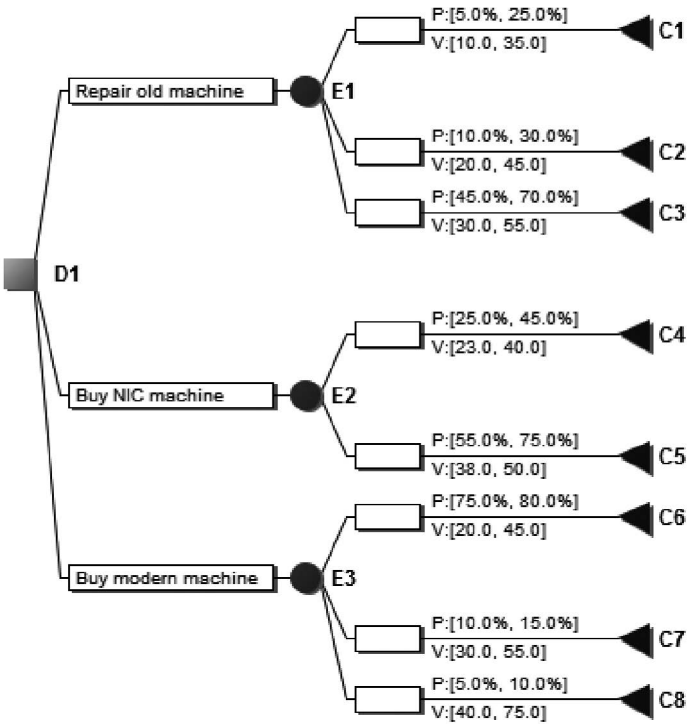 P:[5.0%, 25.0%]
C1
V:[10.0, 35.0]
Repair old machine
E1
P:[10.0%, 30.0%]
C2
V:[20.0, 45.0]
P:[45.0%, 70.0%]
C3
V:[30.0, 55.0]
D1
P:[25.0%, 45.0%]
C4
V:[23.0, 40.0]
Buy NIC machine
E2
P:[55.0%, 75.0%]
C5
V:[38.0, 50.0]
P:[75.0%, 80.0%]
C6
V:[20.0, 45.0]
Buy modern machine
E3
P:[10.0%, 15.0%]
C7
V:[30.0, 55.0]
P:[5.0%, 10.0%]
C8
V:[40.0, 75.0]